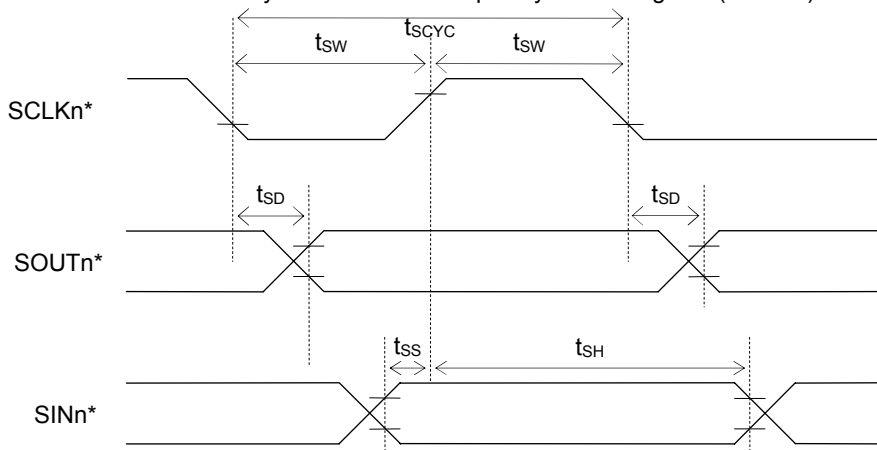 tSCYC
tSW tSW
SCLKn*
tSD tSD
SOUTn*
tSS tSH
SINn*